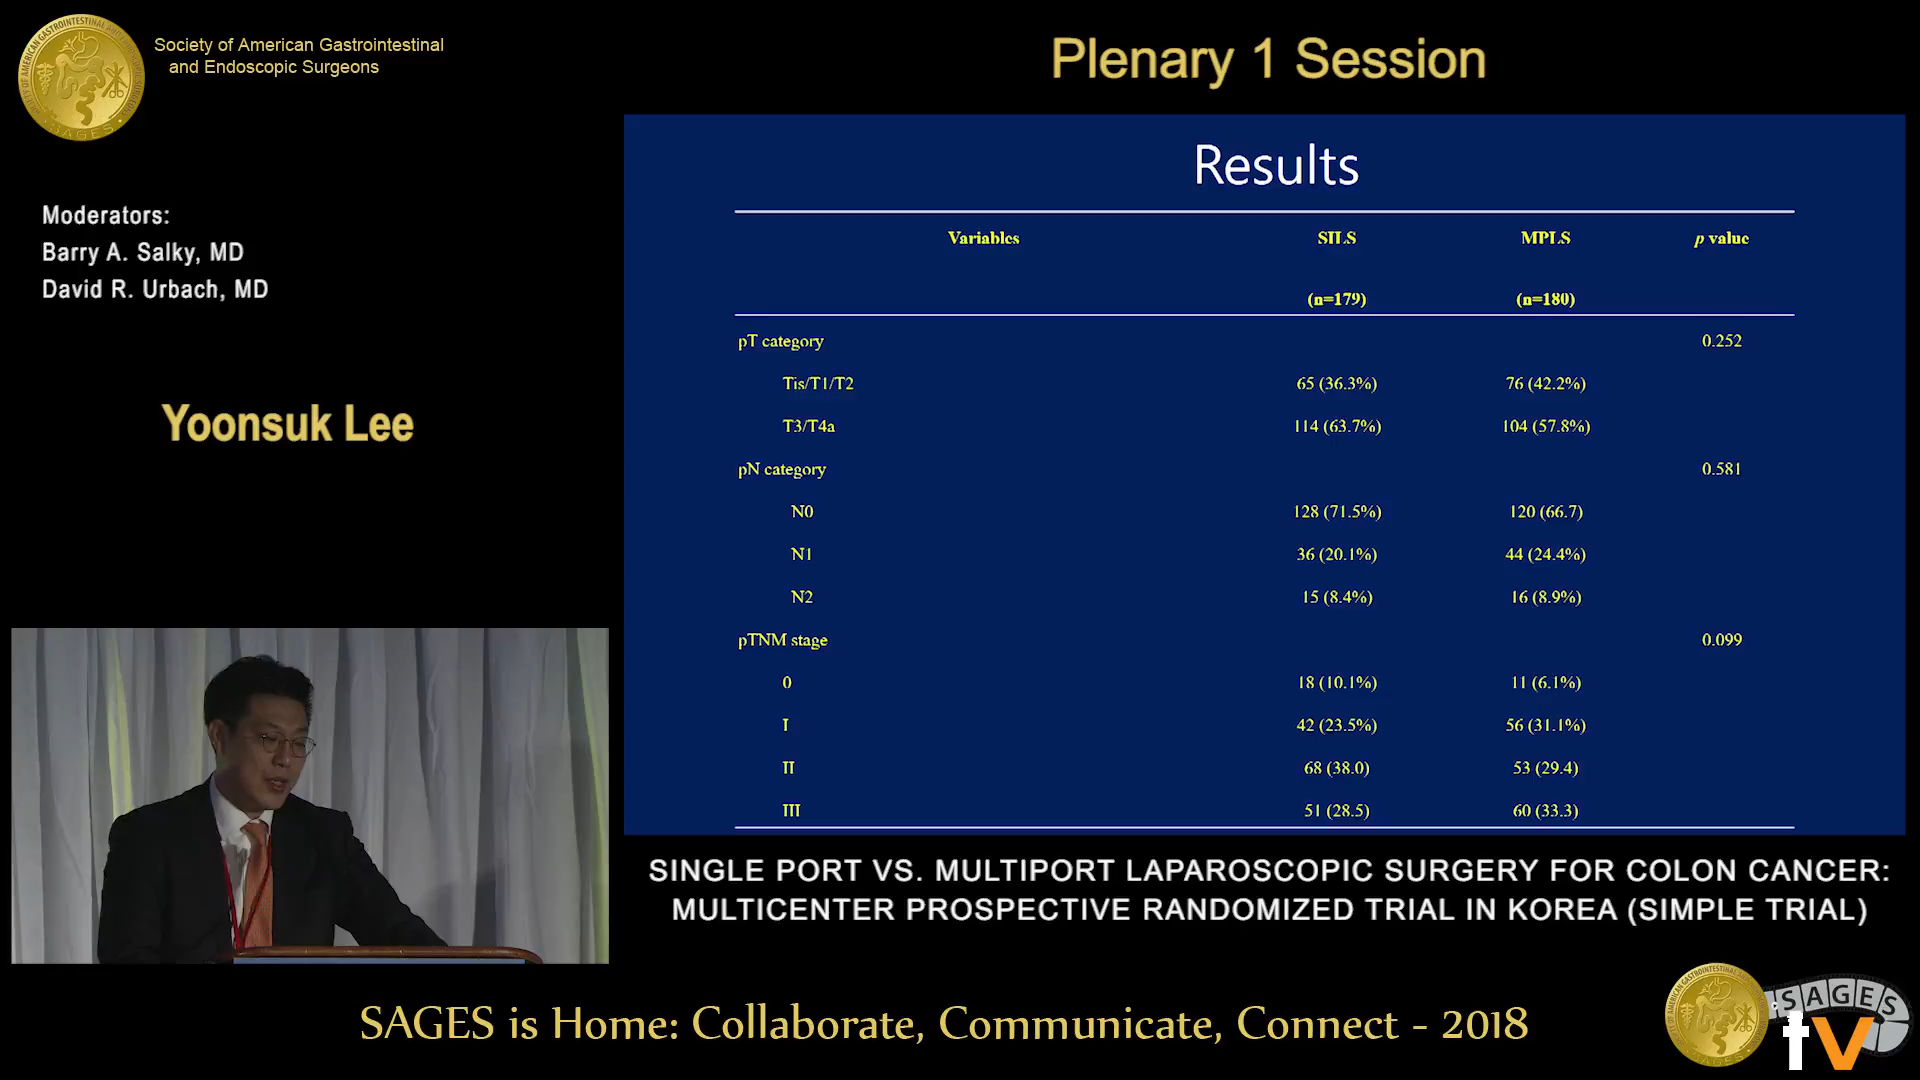 Society of American Gastrointestinal
and Endoscopic Surgeons
Plenary 1 Session
Moderators:
Barry A. Salky, MD
David R. Urbach, MD
Yoonsuk Lee
Results
Variables SILS MPLS p value
(n=179) (n=180)
pT category 0.252
Tis/T1/T2 65 (36.3%) 76 (42.2%)
T3/T4a 114 (63.7%) 104 (57.8%)
pN category 0.581
N0 128 (71.5%) 120 (66.7)
N1 36 (20.1%) 44 (24.4%)
N2 15 (8.4%) 16 (8.9%)
pTNM stage 0.099
0 18 (10.1%) 11 (6.1%)
I 42 (23.5%) 56 (31.1%)
II 68 (38.0) 53 (29.4)
III 51 (28.5) 60 (33.3)
SINGLE PORT VS. MULTIPORT LAPAROSCOPIC SURGERY FOR COLON CANCER:
MULTICENTER PROSPECTIVE RANDOMIZED TRIAL IN KOREA (SIMPLE TRIAL)
SAGES is Home: Collaborate, Communicate, Connect - 2018
SAGES
tv